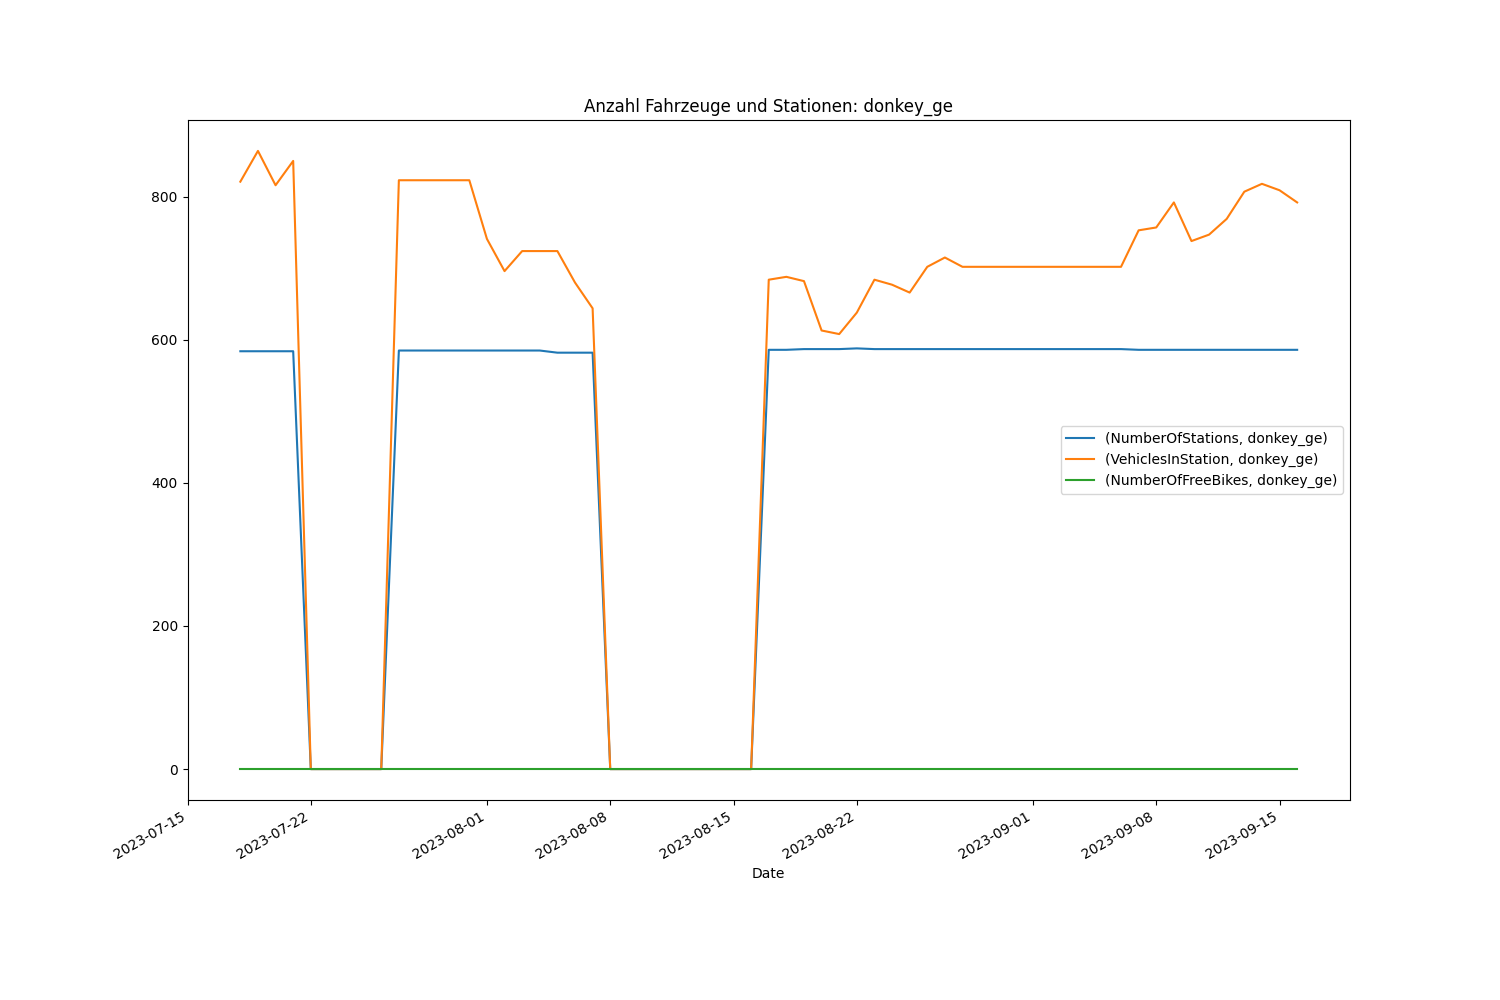 Anzahl Fahrzeuge und Stationen: donkey_ge
800
600
400
200
0
(NumberOfStations, donkey_ge)
(VehiclesInStation, donkey_ge)
(NumberOfFreeBikes, donkey_ge)
2023-07-15
2023-07-22
2023-08-01
2023-08-08
2023-08-15
2023-08-22
2023-09-01
2023-09-08
2023-09-15
Date